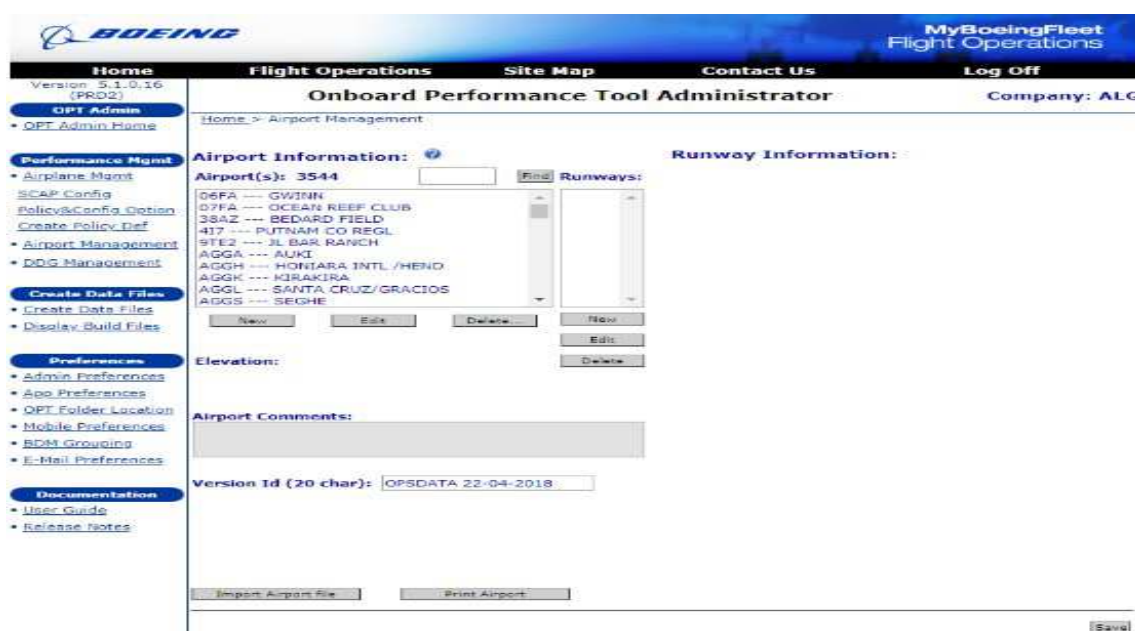 BOEING
MyBoeingFleet
Flight Operations
Home Flight Operations Site Map Contact Us Log Off
Version 5.1.0.16
(PRD2)
OPT Admin
• OPT Admin Home
Performance Mgmt
• Airplane Mgmt
SCAP Config
Policy&Config Option
Create Policy Def
• Airport Management
• DDG Management
Create Data Files
• Create Data Files
• Display Build Files
Preferences
• Admin Preferences
• App Preferences
• OPT Folder Location
• Mobile Preferences
• BDM Grouping
• E-Mail Preferences
Documentation
• User Guide
• Release Notes
Onboard Performance Tool Administrator Company: ALG
Home > Airport Management
Airport Information:
Airport(s): 3544 Find
06FA --- GWINN
07FA --- OCEAN REEF CLUB
38AZ --- BEDARD FIELD
4I7 --- PUTNAM CO REGL
9TE2 --- JL BAR RANCH
AGGA --- AUKI
AGGH --- HONIARA INTL /HEND
AGGK --- KIRAKIRA
AGGL --- SANTA CRUZ/GRACIOS
AGGS --- SEGHE
New Edit Delete...
Runways:
New
Edit
Delete
Runway Information:
Elevation:
Airport Comments:
Version Id (20 char): OPSDATA 22-04-2018
Import Airport File Print Airport
Save